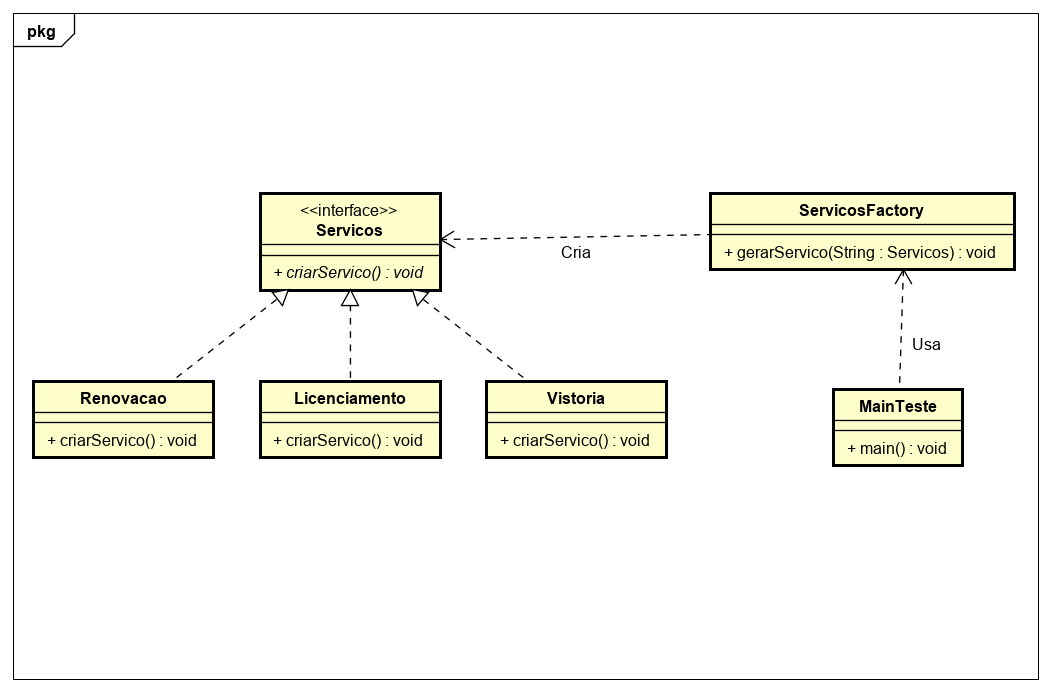 pkg
<<interface>>
Servicos
+ criarServico() : void
ServicosFactory
+ gerarServico(String : Servicos) : void
Cria
Usa
Renovacao
+ criarServico() : void
Licenciamento
+ criarServico() : void
Vistoria
+ criarServico() : void
MainTeste
+ main() : void